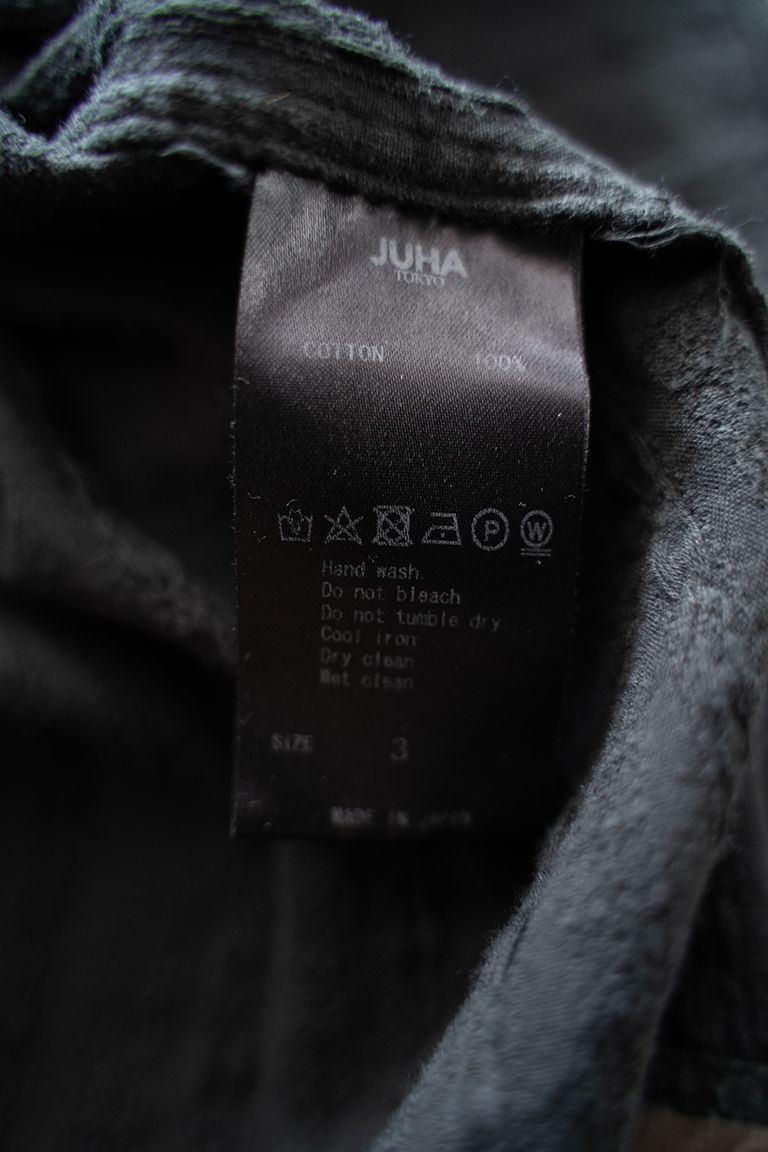 JUHA
TOKYO
COTTON 100%
P W
Hand wash.
Do not bleach
Do not tumble dry
Cool iron
Dry clean
Wet clean
SIZE 3
MADE IN JAPAN